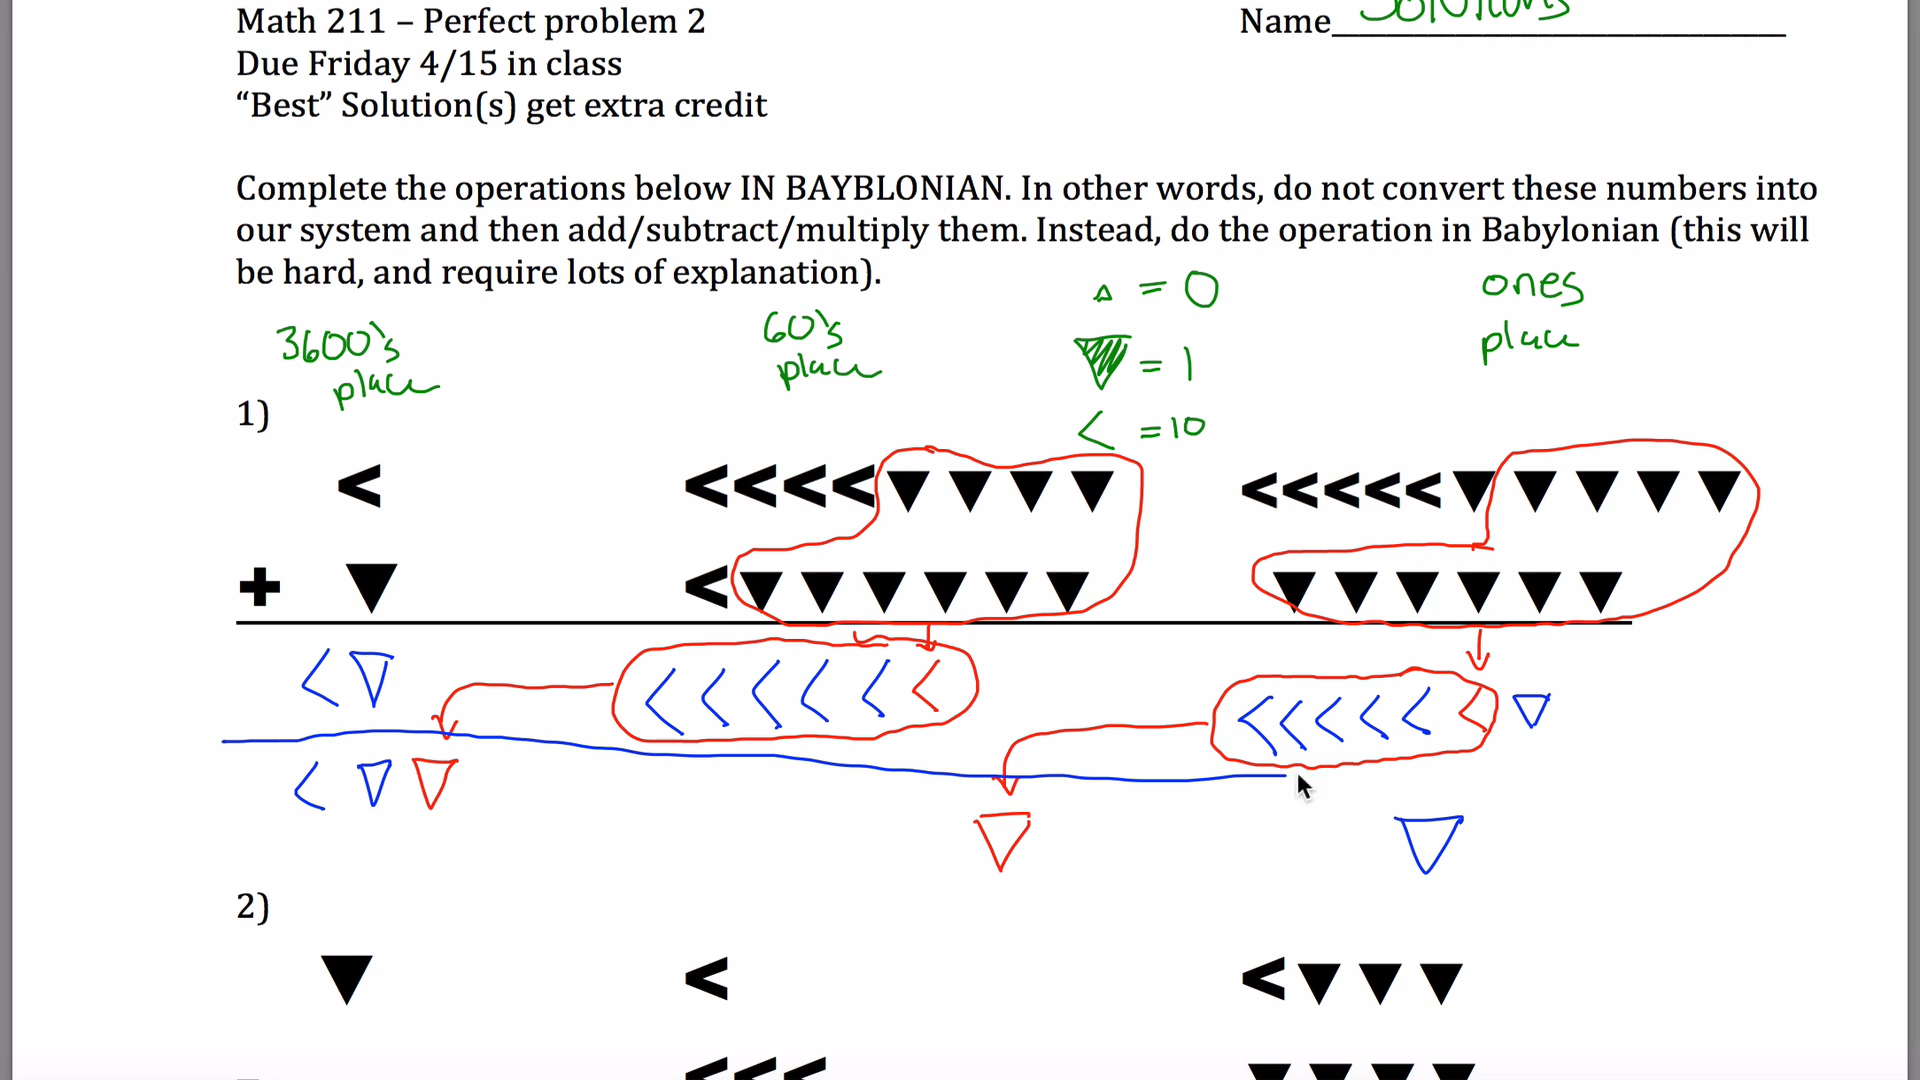 Math 211 – Perfect problem 2
Name Solutions
Due Friday 4/15 in class
“Best” Solution(s) get extra credit
Complete the operations below IN BAYBLONIAN. In other words, do not convert these numbers into
our system and then add/subtract/multiply them. Instead, do the operation in Babylonian (this will
be hard, and require lots of explanation).
3600's place
60's place
ones place
▵ = 0
▼ = 1
< = 10
1)
< <<<<▼▼▼▼ <<<<<▼▼▼▼▼
+ ▼ <▼▼▼▼▼▼ ▼▼▼▼▼▼
<▽ <<<<<< <<<<<<▽
<▽▽ ▽ ▽
2)
▼ < <▼▼▼
<<< ▼▼▼▼